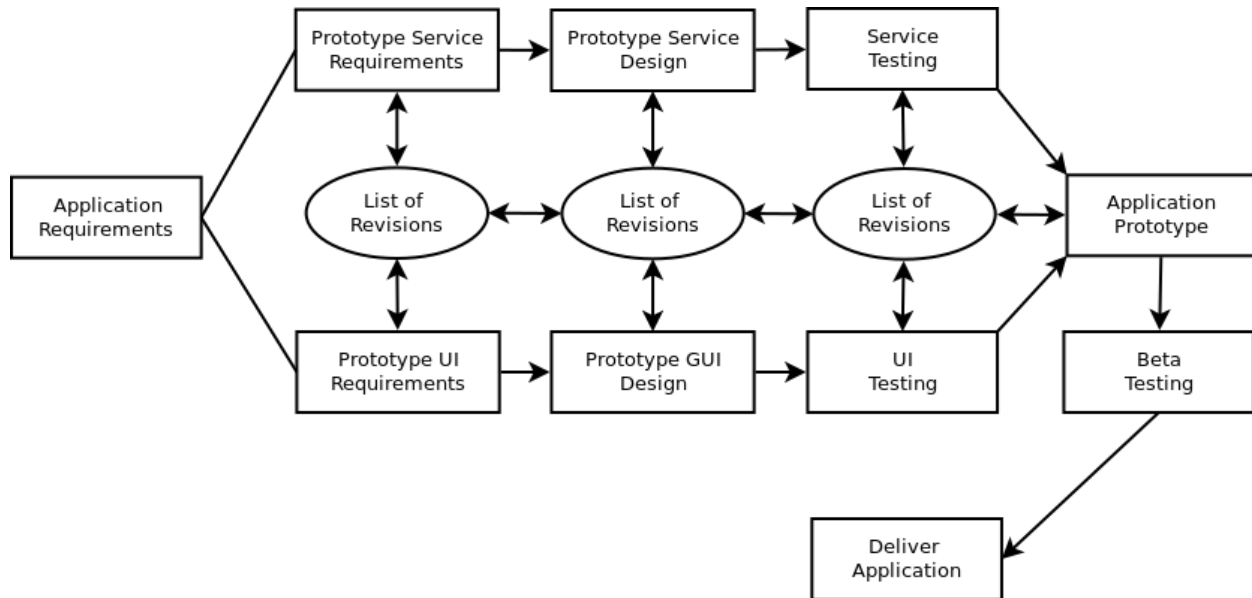 Prototype Service
Requirements
Prototype Service
Design
Service
Testing
Application
Requirements
List of
Revisions
List of
Revisions
List of
Revisions
Application
Prototype
Prototype UI
Requirements
Prototype GUI
Design
UI
Testing
Beta
Testing
Deliver
Application